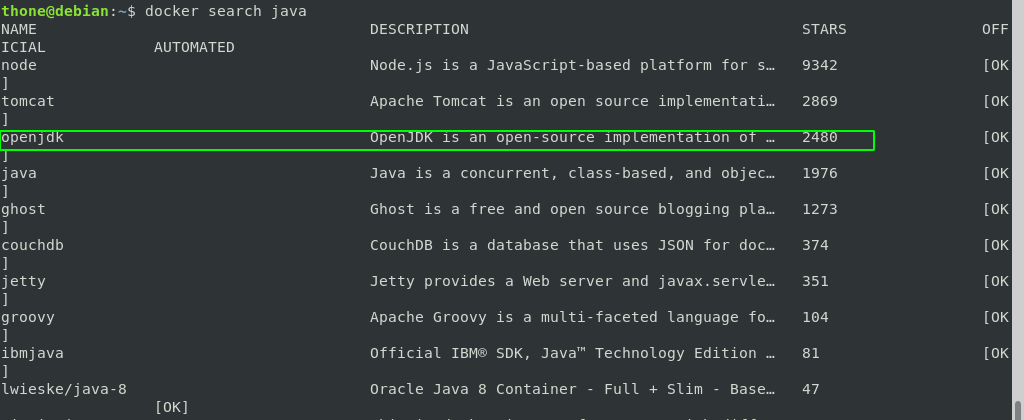 thone@debian:~$ docker search java
NAME DESCRIPTION STARS OFF
ICIAL AUTOMATED
node Node.js is a JavaScript-based platform for s… 9342 [OK
]
tomcat Apache Tomcat is an open source implementati… 2869 [OK
]
openjdk OpenJDK is an open-source implementation of … 2480 [OK
]
java Java is a concurrent, class-based, and objec… 1976 [OK
]
ghost Ghost is a free and open source blogging pla… 1273 [OK
]
couchdb CouchDB is a database that uses JSON for doc… 374 [OK
]
jetty Jetty provides a Web server and javax.servle… 351 [OK
]
groovy Apache Groovy is a multi-faceted language fo… 104 [OK
]
ibmjava Official IBM® SDK, Java™ Technology Edition … 81 [OK
]
lwieske/java-8 Oracle Java 8 Container - Full + Slim - Base… 47
[OK]